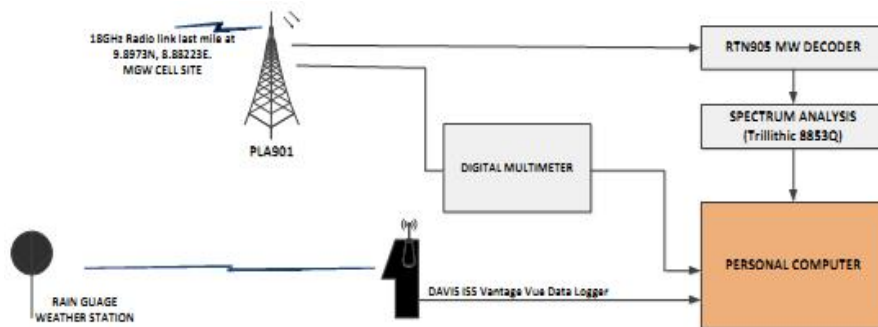 18GHz Radio link last mile at
9.8973N, 8.88223E.
MGW CELL SITE
PLA901
RTN905 MW DECODER
SPECTRUM ANALYSIS
(Trillithic 8853Q)
DIGITAL MULTIMETER
PERSONAL COMPUTER
DAVIS ISS Vantage Vue Data Logger
RAIN GUAGE
WEATHER STATION